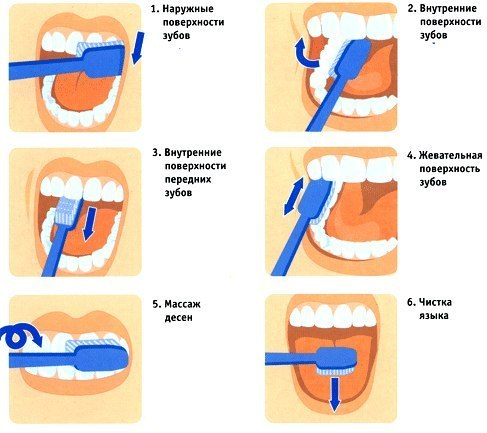 1. Наружные
поверхности
зубов
2. Внутренние
поверхности
зубов
3. Внутренние
поверхности
передних
зубов
4. Жевательная
поверхность
зубов
5. Массаж
десен
6. Чистка
языка